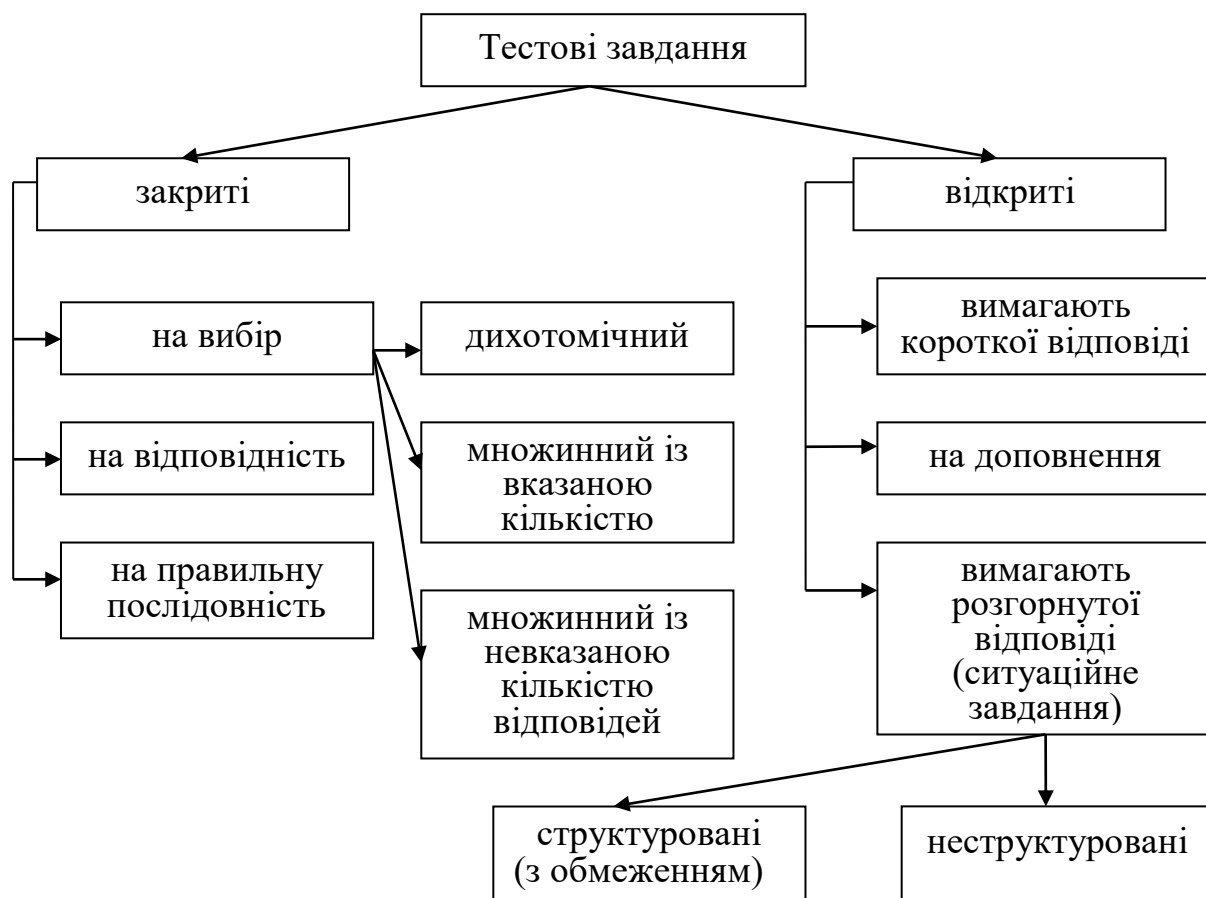 Тестові завдання
закриті
відкриті
на вибір
дихотомічний
вимагають
короткої відповіді
на відповідність
множинний із
вказаною
кількістю
на доповнення
на правильну
послідовність
множинний із
невказаною
кількістю
відповідей
вимагають
розгорнутої
відповіді
(ситуаційне
завдання)
структуровані
(з обмеженням)
неструктуровані